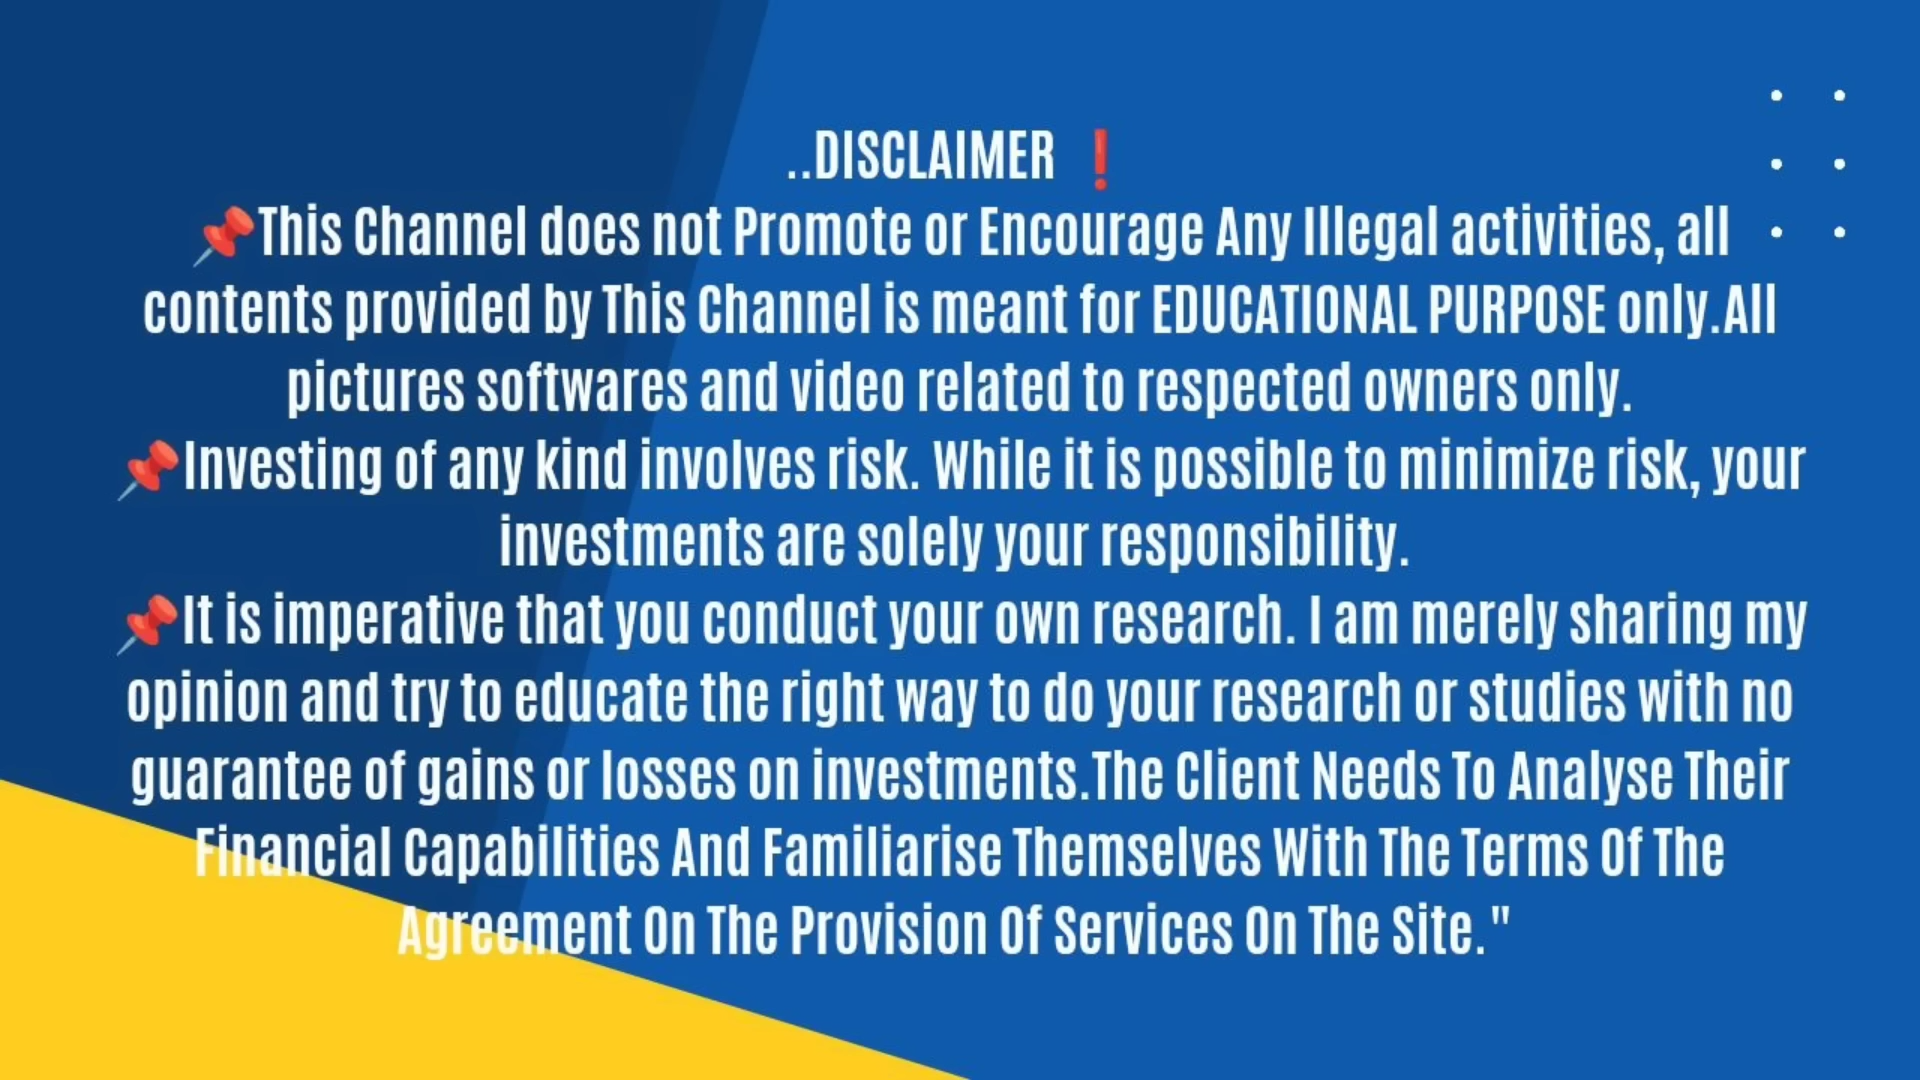 ..DISCLAIMER ❗
📌This Channel does not Promote or Encourage Any Illegal activities, all
contents provided by This Channel is meant for EDUCATIONAL PURPOSE only.All
pictures softwares and video related to respected owners only.
📌Investing of any kind involves risk. While it is possible to minimize risk, your
investments are solely your responsibility.
📌It is imperative that you conduct your own research. I am merely sharing my
opinion and try to educate the right way to do your research or studies with no
guarantee of gains or losses on investments.The Client Needs To Analyse Their
Financial Capabilities And Familiarise Themselves With The Terms Of The
Agreement On The Provision Of Services On The Site."